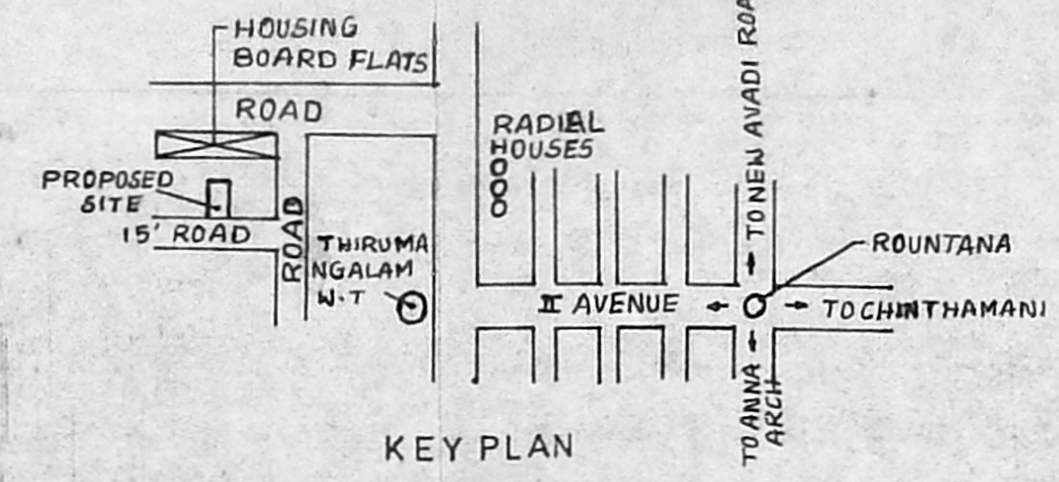 HOUSING
BOARD FLATS
ROAD
PROPOSED
SITE
15' ROAD
ROAD
THIRUMA
NGALAM
W.T
RADIAL
HOUSES
II AVENUE
TO NEW AVADI ROA
ROUNTANA
TO CHINTHAMANI
TO ANNA
ARCH
KEY PLAN